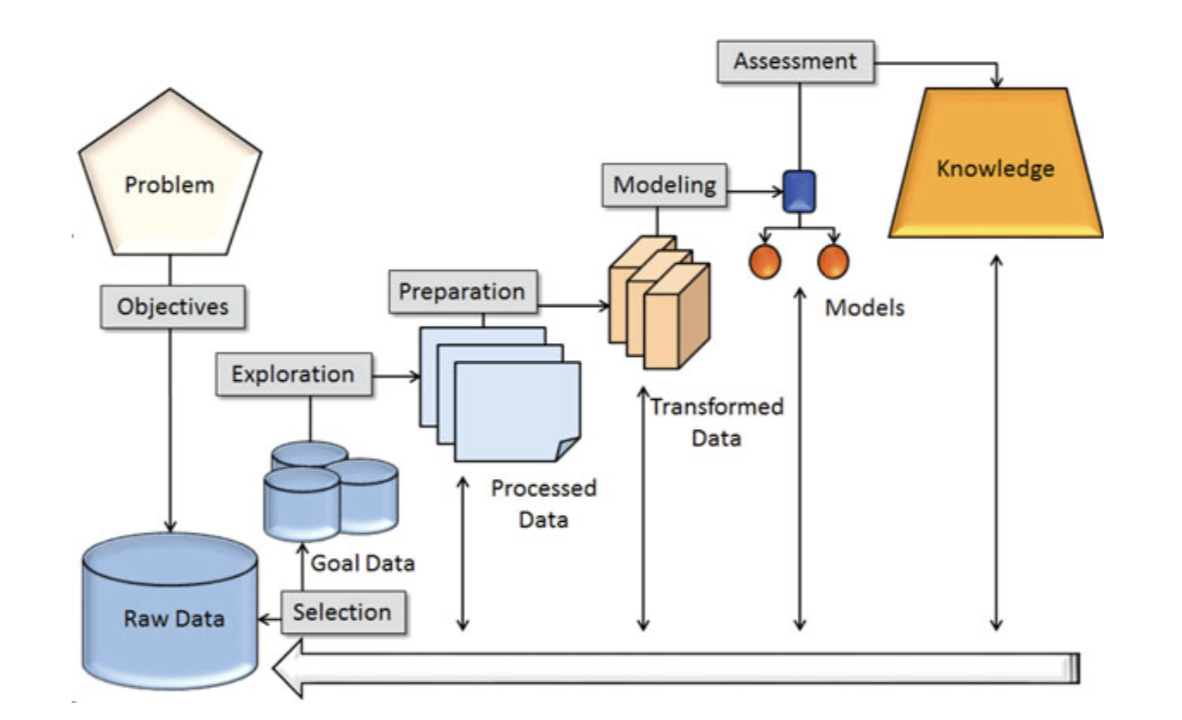 Assessment
Problem
Knowledge
Modeling
Preparation
Objectives
Models
Exploration
Transformed
Data
Processed
Data
Goal Data
Raw Data
Selection